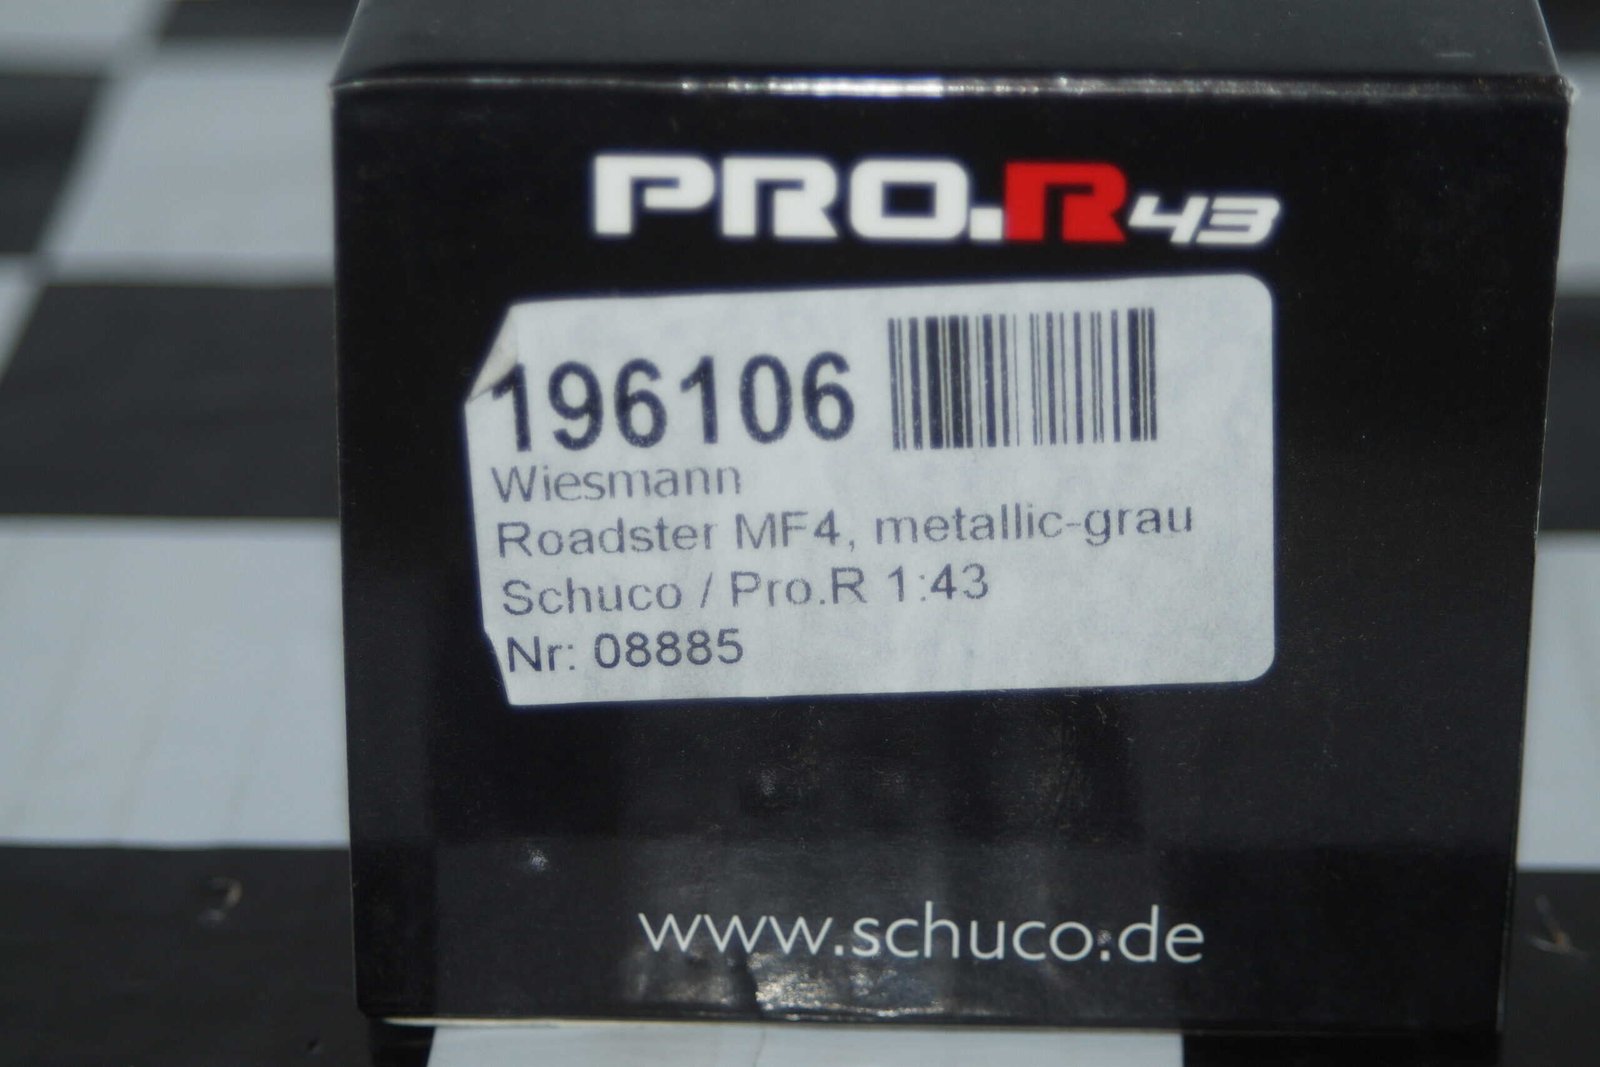 PRO.R43
196106
Wiesmann
Roadster MF4, metallic-grau
Schuco / Pro.R 1:43
Nr: 08885
www.schuco.de